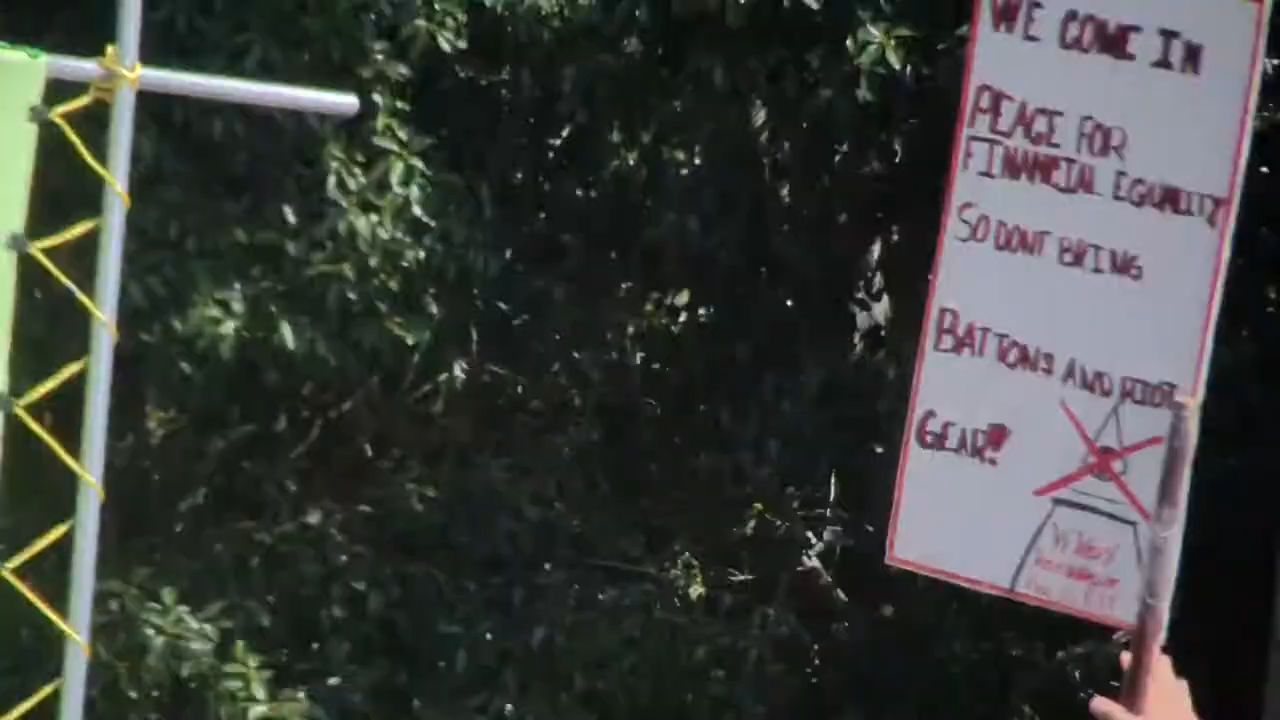 WE COME IN
PEACE FOR
FINANCIAL EQUALITY
SO DONT BRING
BATTONS AND RIOT
GEAR!!